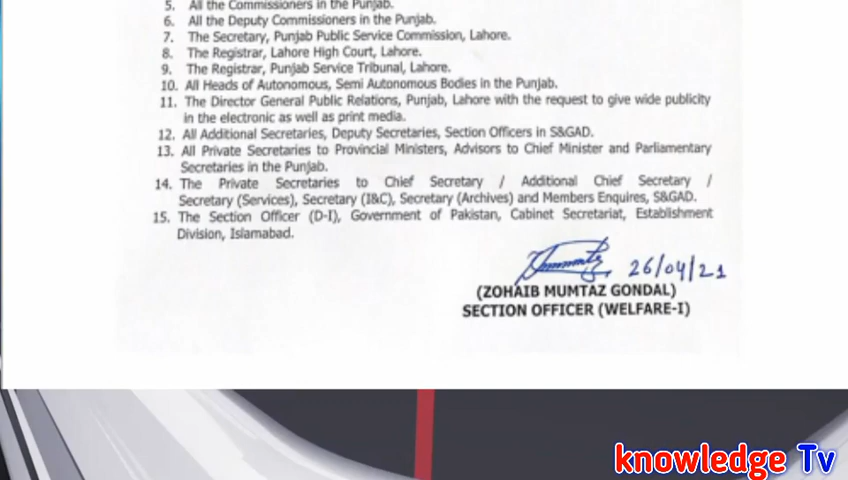 5. All the Commissioners in the Punjab.
6. All the Deputy Commissioners in the Punjab.
7. The Secretary, Punjab Public Service Commission, Lahore.
8. The Registrar, Lahore High Court, Lahore.
9. The Registrar, Punjab Service Tribunal, Lahore.
10. All Heads of Autonomous, Semi Autonomous Bodies in the Punjab.
11. The Director General Public Relations, Punjab, Lahore with the request to give wide publicity
in the electronic as well as print media.
12. All Additional Secretaries, Deputy Secretaries, Section Officers in S&GAD.
13. All Private Secretaries to Provincial Ministers, Advisors to Chief Minister and Parliamentary
Secretaries in the Punjab.
14. The Private Secretaries to Chief Secretary / Additional Chief Secretary /
Secretary (Services), Secretary (I&C), Secretary (Archives) and Members Enquires, S&GAD.
15. The Section Officer (D-I), Government of Pakistan, Cabinet Secretariat, Establishment
Division, Islamabad.
26/04/21
(ZOHAIB MUMTAZ GONDAL)
SECTION OFFICER (WELFARE-I)
knowledge Tv